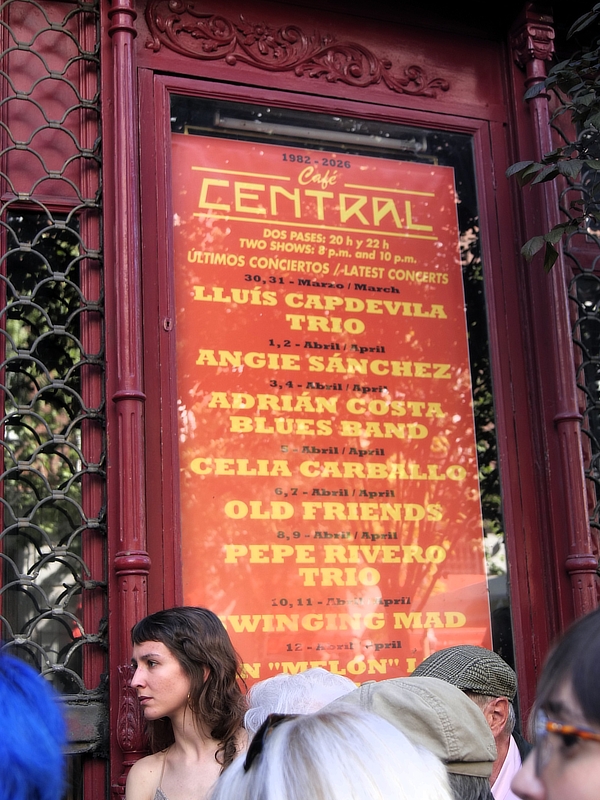 1982 - 2026
Café
CENTRAL
DOS PASES: 20 h y 22 h
TWO SHOWS: 8 p.m. and 10 p.m.
ÚLTIMOS CONCIERTOS / LATEST CONCERTS
30, 31 - Marzo / March
LLUÍS CAPDEVILA
TRIO
1, 2 - Abril / April
ANGIE SÁNCHEZ
3, 4 - Abril / April
ADRIÁN COSTA
BLUES BAND
5 - Abril / April
CELIA CARBALLO
6, 7 - Abril / April
OLD FRIENDS
8, 9 - Abril / April
PEPE RIVERO
TRIO
10, 11 - Abril / April
WINGING MAD
12 - Abril / April
N "MELÓN"